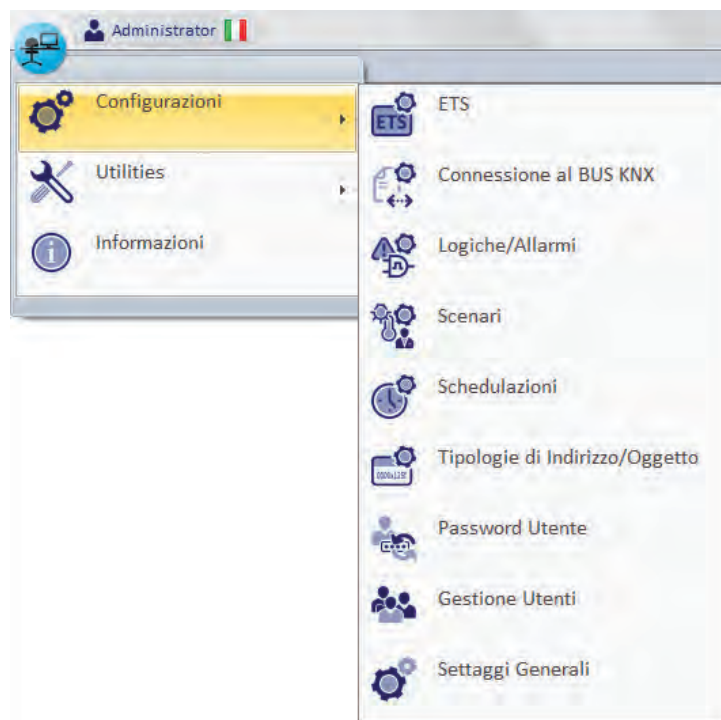 Administrator
Configurazioni
Utilities
Informazioni
ETS
ETS
Connessione al BUS KNX
Logiche/Allarmi
Scenari
Schedulazioni
Tipologie di Indirizzo/Oggetto
Password Utente
Gestione Utenti
Settaggi Generali